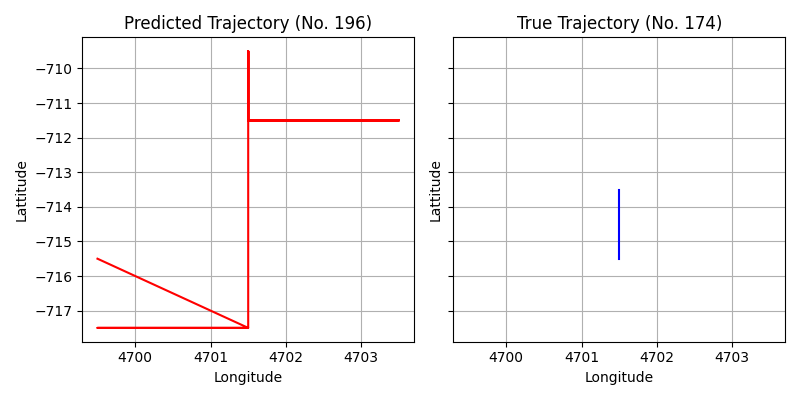 Predicted Trajectory (No. 196)
True Trajectory (No. 174)
Lattitude
−710
−711
−712
−713
−714
−715
−716
−717
4700
4701
4702
4703
Longitude
Lattitude
4700
4701
4702
4703
Longitude